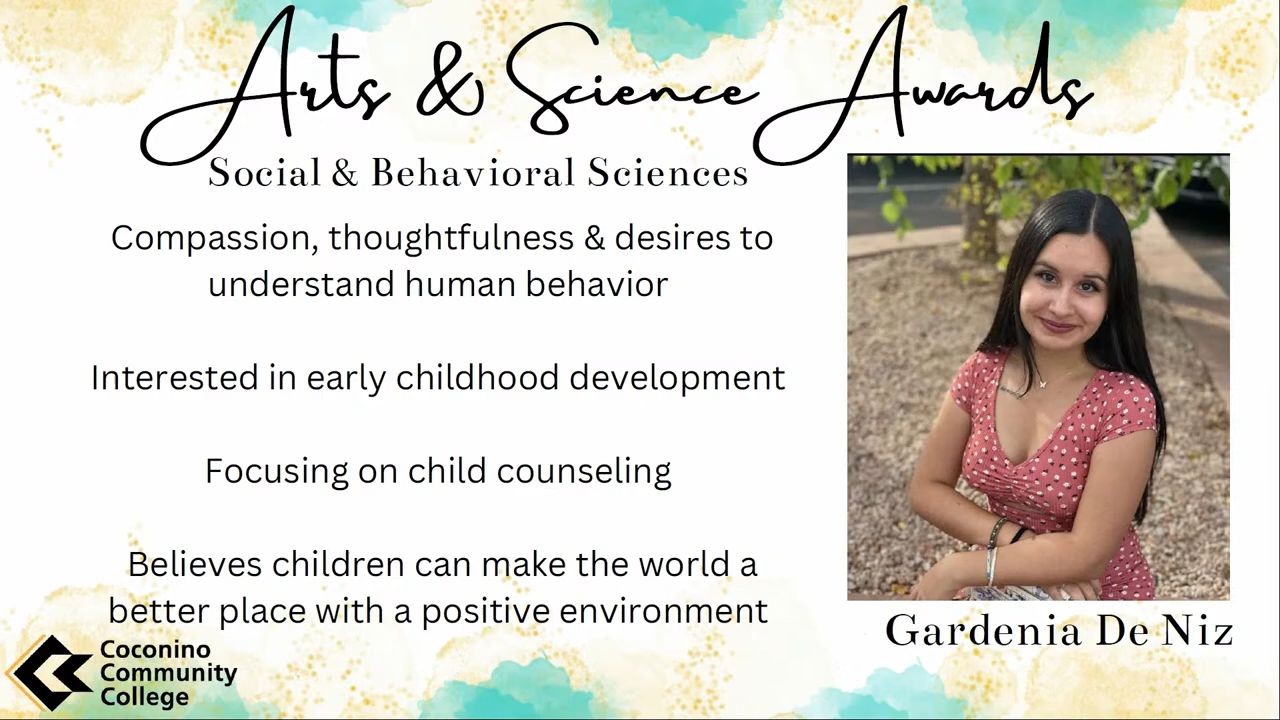 Arts & Science Awards
Social & Behavioral Sciences
Compassion, thoughtfulness & desires to
understand human behavior
Interested in early childhood development
Focusing on child counseling
Believes children can make the world a
better place with a positive environment
Gardenia De Niz
Coconino
Community
College